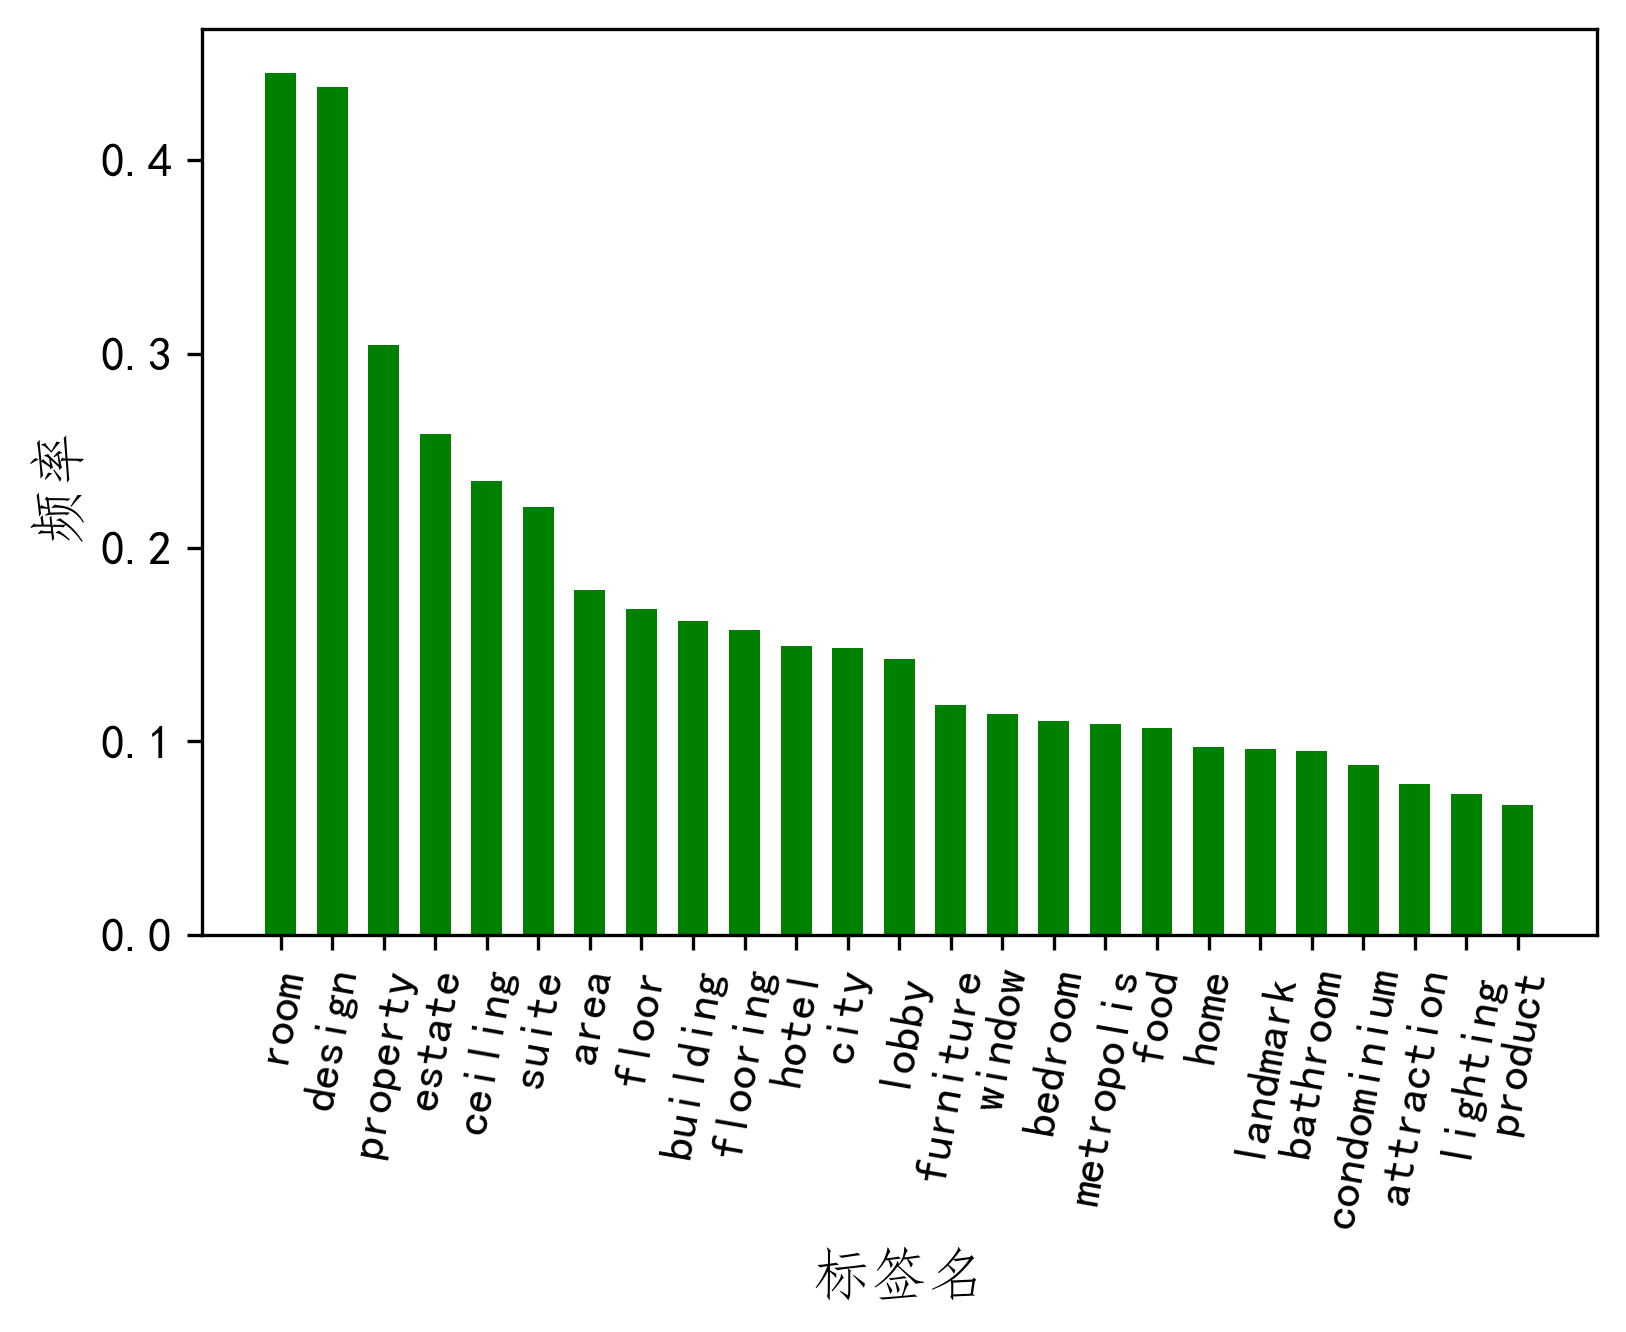 频率
0.4
0.3
0.2
0.1
0.0
room
design
property
estate
ceiling
suite
area
floor
building
flooring
hotel
city
lobby
furniture
window
bedroom
metropolis
food
home
landmark
bathroom
condominium
attraction
lighting
product
标签名